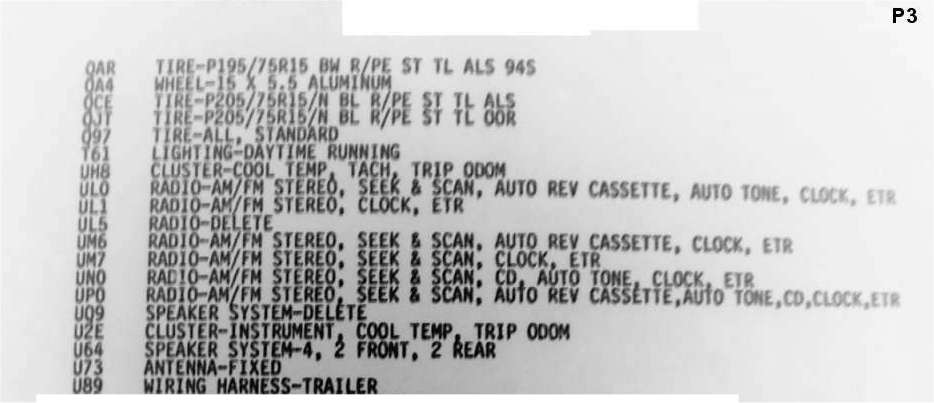 P3
QAR TIRE-P195/75R15 BW R/PE ST TL ALS 94S
QA4 WHEEL-15 X 5.5 ALUMINUM
QCE TIRE-P205/75R15/N BL R/PE ST TL ALS
QJT TIRE-P205/75R15/N BL R/PE ST TL OOR
Q97 TIRE-ALL, STANDARD
T61 LIGHTING-DAYTIME RUNNING
UH8 CLUSTER-COOL TEMP, TACH, TRIP ODOM
UL0 RADIO-AM/FM STEREO, SEEK & SCAN, AUTO REV CASSETTE, AUTO TONE, CLOCK, ETR
UL1 RADIO-AM/FM STEREO, CLOCK, ETR
UL5 RADIO-DELETE
UM6 RADIO-AM/FM STEREO, SEEK & SCAN, AUTO REV CASSETTE, CLOCK, ETR
UM7 RADIO-AM/FM STEREO, SEEK & SCAN, CLOCK, ETR
UN0 RADIO-AM/FM STEREO, SEEK & SCAN, CD, AUTO TONE, CLOCK, ETR
UP0 RADIO-AM/FM STEREO, SEEK & SCAN, AUTO REV CASSETTE,AUTO TONE,CD,CLOCK,ETR
UQ9 SPEAKER SYSTEM-DELETE
U2E CLUSTER-INSTRUMENT, COOL TEMP, TRIP ODOM
U64 SPEAKER SYSTEM-4, 2 FRONT, 2 REAR
U73 ANTENNA-FIXED
U89 WIRING HARNESS-TRAILER